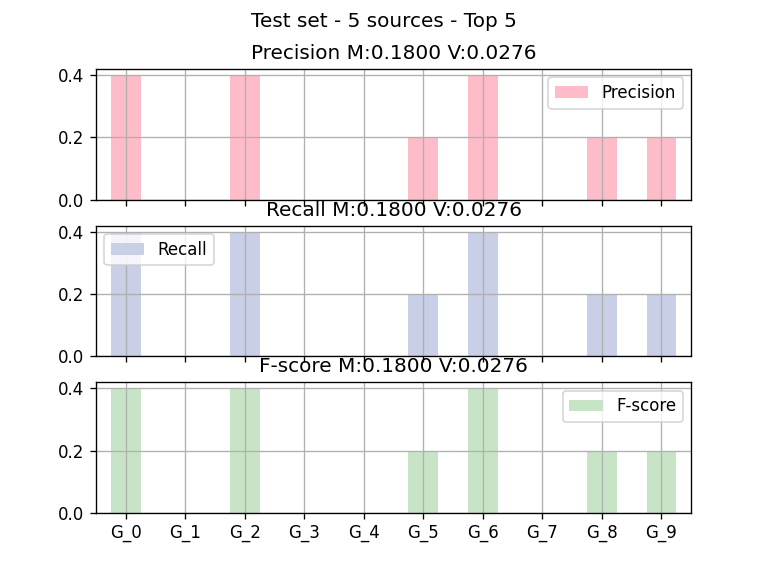 Test set - 5 sources - Top 5
Precision M:0.1800 V:0.0276
0.4
0.2
0.0
Precision
Recall M:0.1800 V:0.0276
0.4
0.2
0.0
Recall
F-score M:0.1800 V:0.0276
0.4
0.2
0.0
F-score
G_0 G_1 G_2 G_3 G_4 G_5 G_6 G_7 G_8 G_9